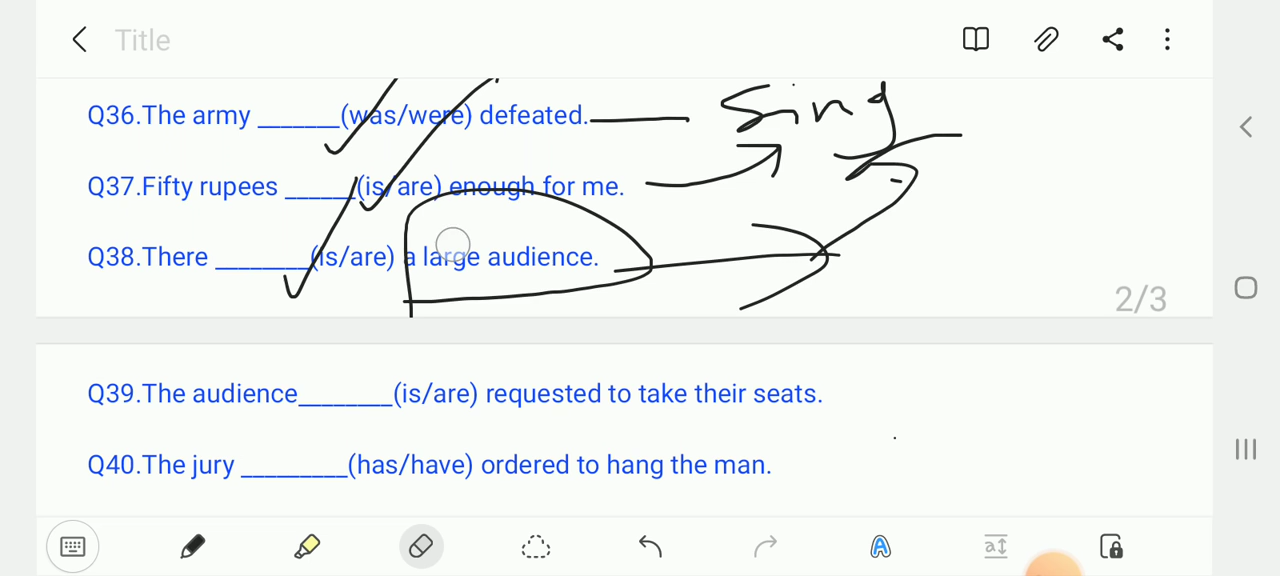 Title
Q36.The army _______(was/were) defeated. Sing
Q37.Fifty rupees ______(is/are) enough for me.
Q38.There ________(is/are) a large audience.
2/3
Q39.The audience________(is/are) requested to take their seats.
Q40.The jury _________(has/have) ordered to hang the man.